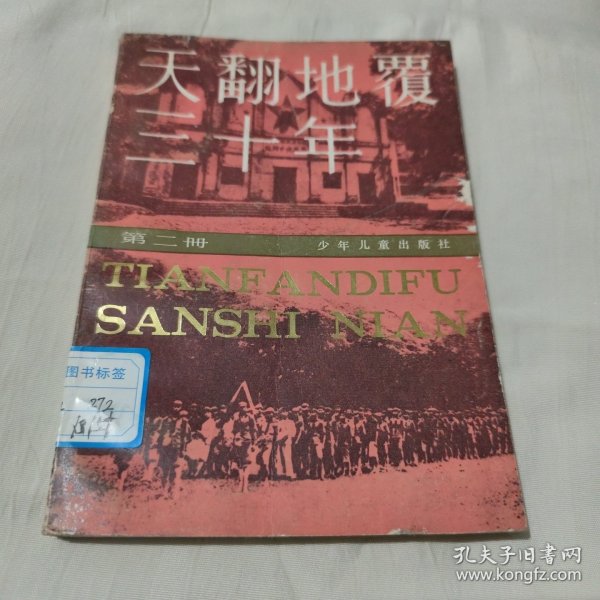 天翻地覆
三十年
第二册
少年儿童出版社
TIANFANDIFU
SANSHI NIAN
图书标签
272
孔夫子旧书网
www.kongfz.com